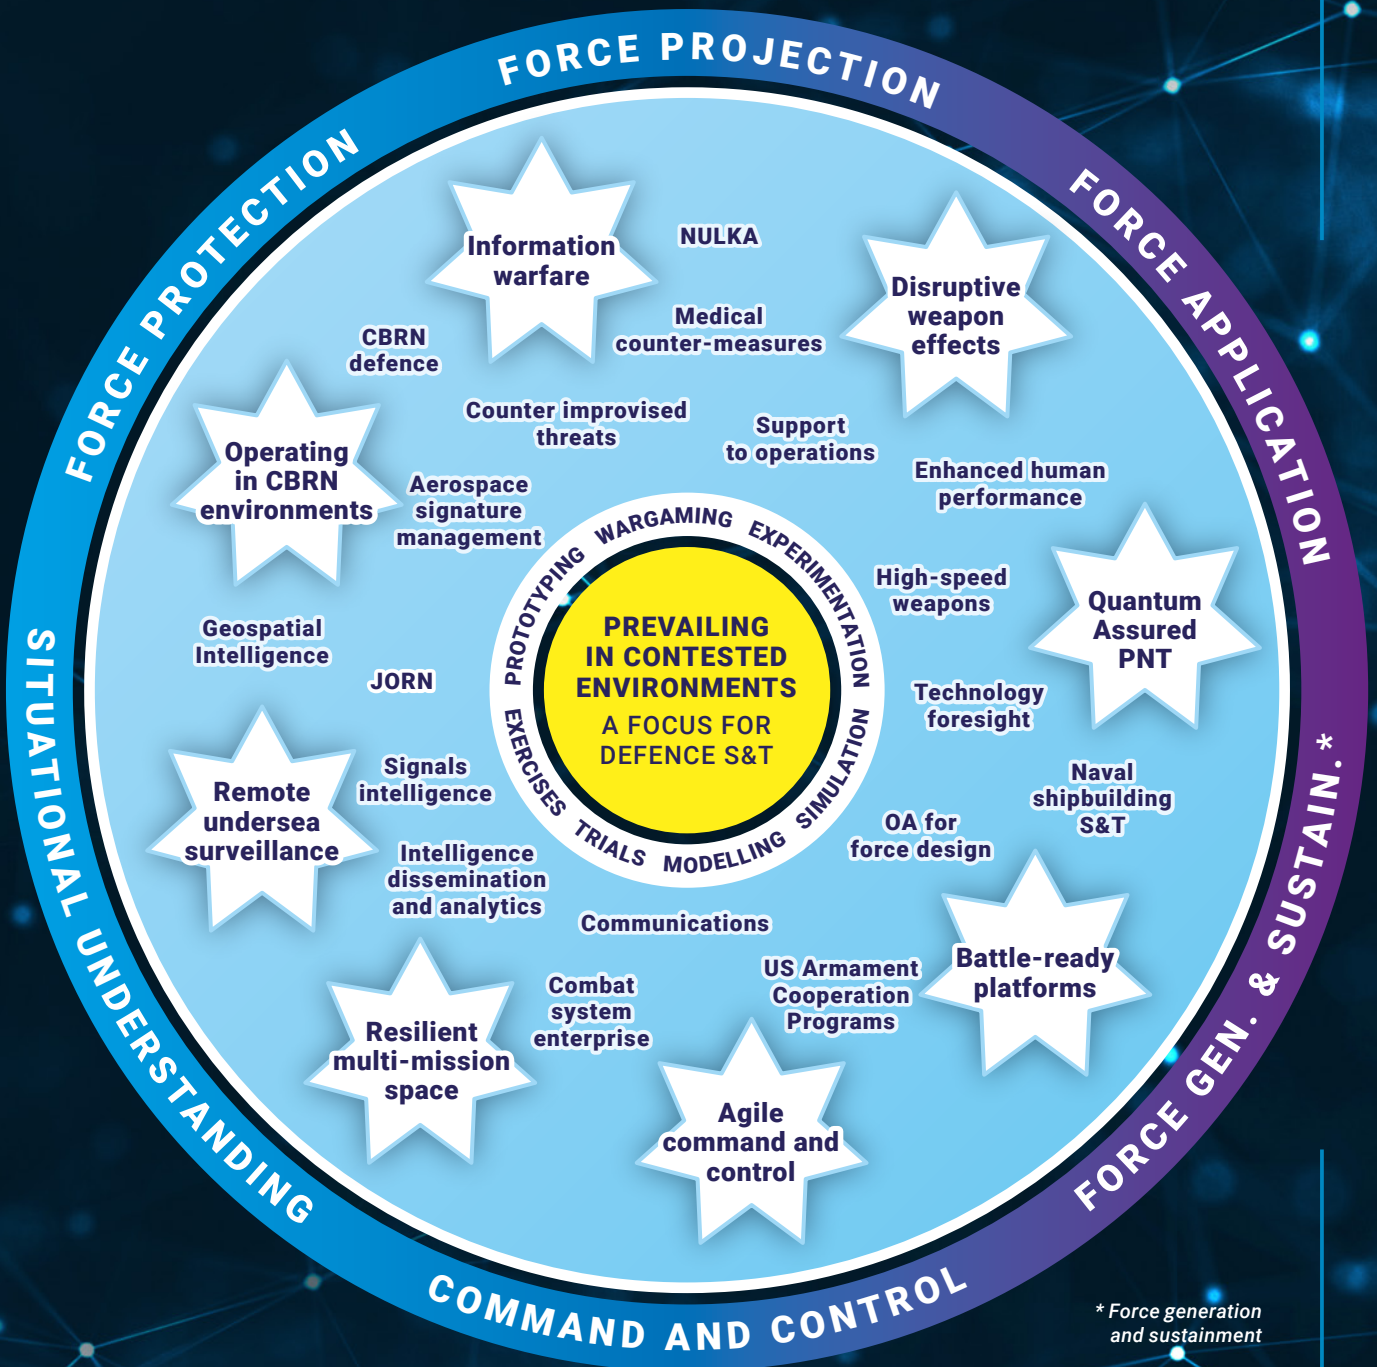 FORCE PROJECTION
FORCE APPLICATION
FORCE GEN. & SUSTAIN.*
COMMAND AND CONTROL
SITUATIONAL UNDERSTANDING
FORCE PROTECTION
Information
warfare
NULKA
Disruptive
weapon
effects
Medical
counter-measures
CBRN
defence
Counter improvised
threats
Support
to operations
Operating
in CBRN
environments
Aerospace
signature
management
Enhanced human
performance
High-speed
weapons
Quantum
Assured
PNT
Geospatial
Intelligence
JORN
PROTOTYPING WARGAMING EXPERIMENTATION
SIMULATION
MODELLING
TRIALS
EXERCISES
PREVAILING
IN CONTESTED
ENVIRONMENTS
A FOCUS FOR
DEFENCE S&T
Technology
foresight
Remote
undersea
surveillance
Signals
intelligence
Naval
shipbuilding
S&T
OA for
force design
Intelligence
dissemination
and analytics
Communications
Battle-ready
platforms
US Armament
Cooperation
Programs
Combat
system
enterprise
Resilient
multi-mission
space
Agile
command and
control
* Force generation
and sustainment